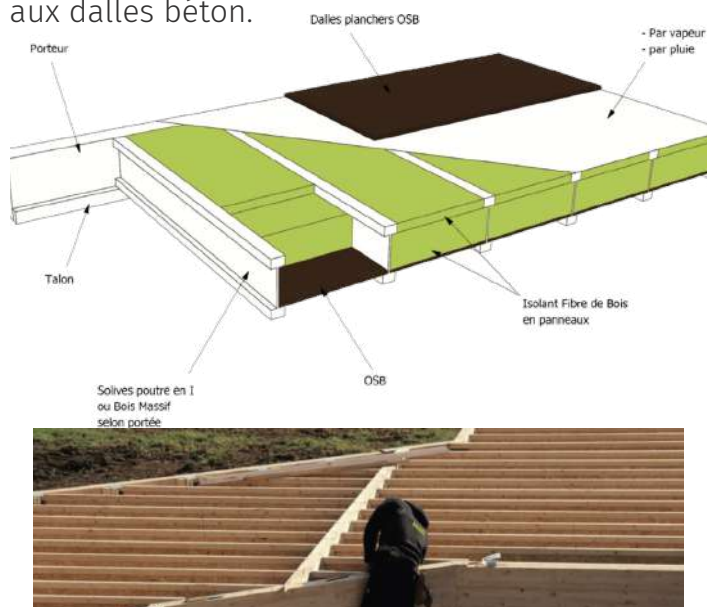 aux dalles béton.
Dalles planchers OSB
Porteur
- Par vapeur
- par pluie
Talon
Isolant Fibre de Bois
en panneaux
OSB
Solives poutre en I
ou Bois Massif
selon portée